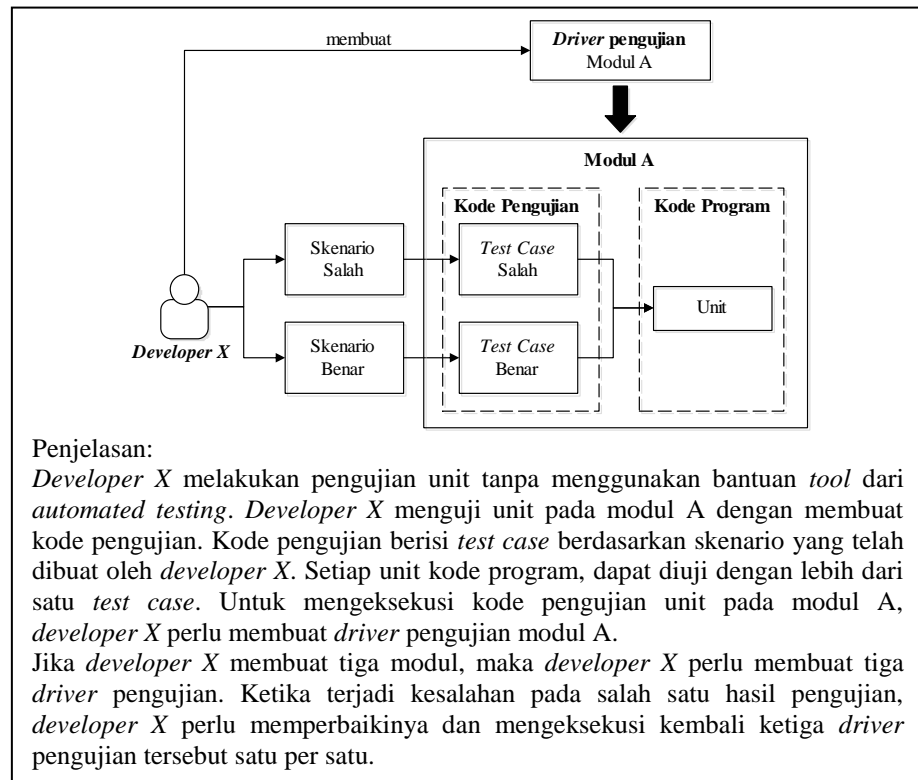 membuat
Driver pengujian
Modul A
Modul A
Kode Pengujian
Kode Program
Skenario
Salah
Test Case
Salah
Unit
Developer X
Skenario
Benar
Test Case
Benar
Penjelasan:
Developer X melakukan pengujian unit tanpa menggunakan bantuan tool dari
automated testing. Developer X menguji unit pada modul A dengan membuat
kode pengujian. Kode pengujian berisi test case berdasarkan skenario yang telah
dibuat oleh developer X. Setiap unit kode program, dapat diuji dengan lebih dari
satu test case. Untuk mengeksekusi kode pengujian unit pada modul A,
developer X perlu membuat driver pengujian modul A.
Jika developer X membuat tiga modul, maka developer X perlu membuat tiga
driver pengujian. Ketika terjadi kesalahan pada salah satu hasil pengujian,
developer X perlu memperbaikinya dan mengeksekusi kembali ketiga driver
pengujian tersebut satu per satu.